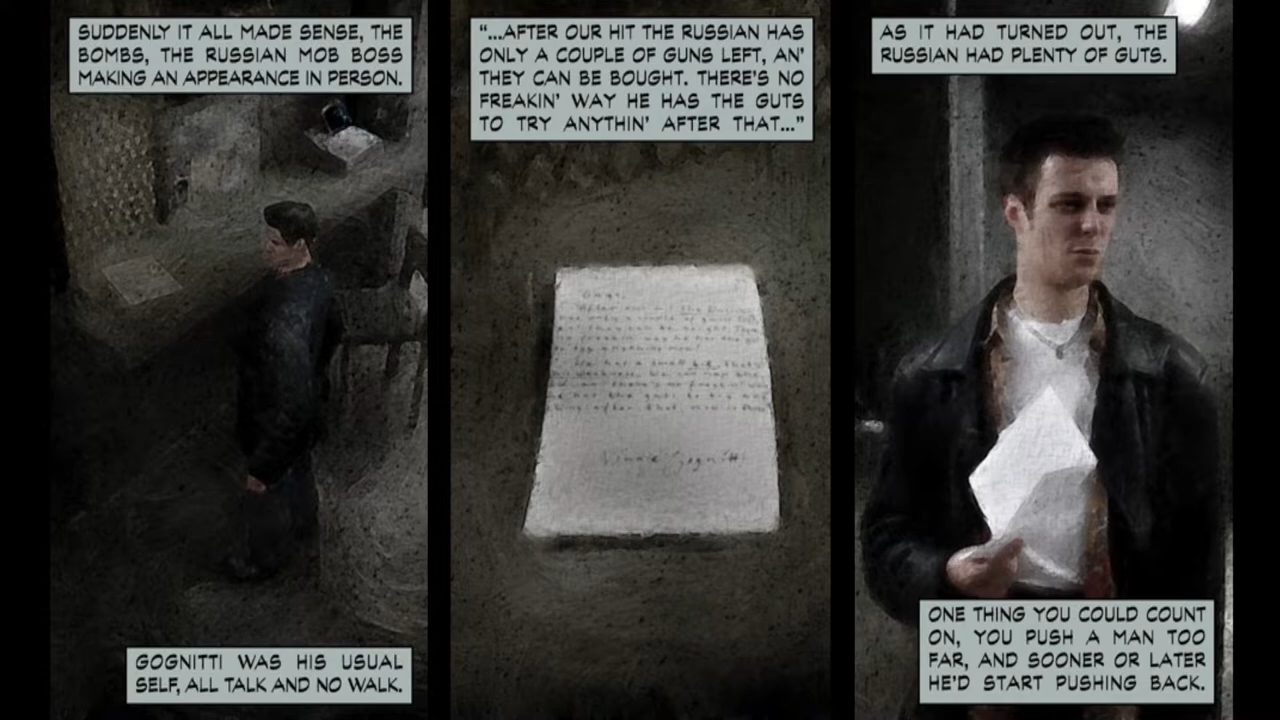 SUDDENLY IT ALL MADE SENSE, THE
BOMBS, THE RUSSIAN MOB BOSS
MAKING AN APPEARANCE IN PERSON.
GOGNITTI WAS HIS USUAL
SELF, ALL TALK AND NO WALK.
"...AFTER OUR HIT THE RUSSIAN HAS
ONLY A COUPLE OF GUNS LEFT, AN'
THEY CAN BE BOUGHT. THERE'S NO
FREAKIN' WAY HE HAS THE GUTS
TO TRY ANYTHIN' AFTER THAT..."
Vinnie Gognitti
AS IT HAD TURNED OUT, THE
RUSSIAN HAD PLENTY OF GUTS.
ONE THING YOU COULD COUNT
ON, YOU PUSH A MAN TOO
FAR, AND SOONER OR LATER
HE'D START PUSHING BACK.